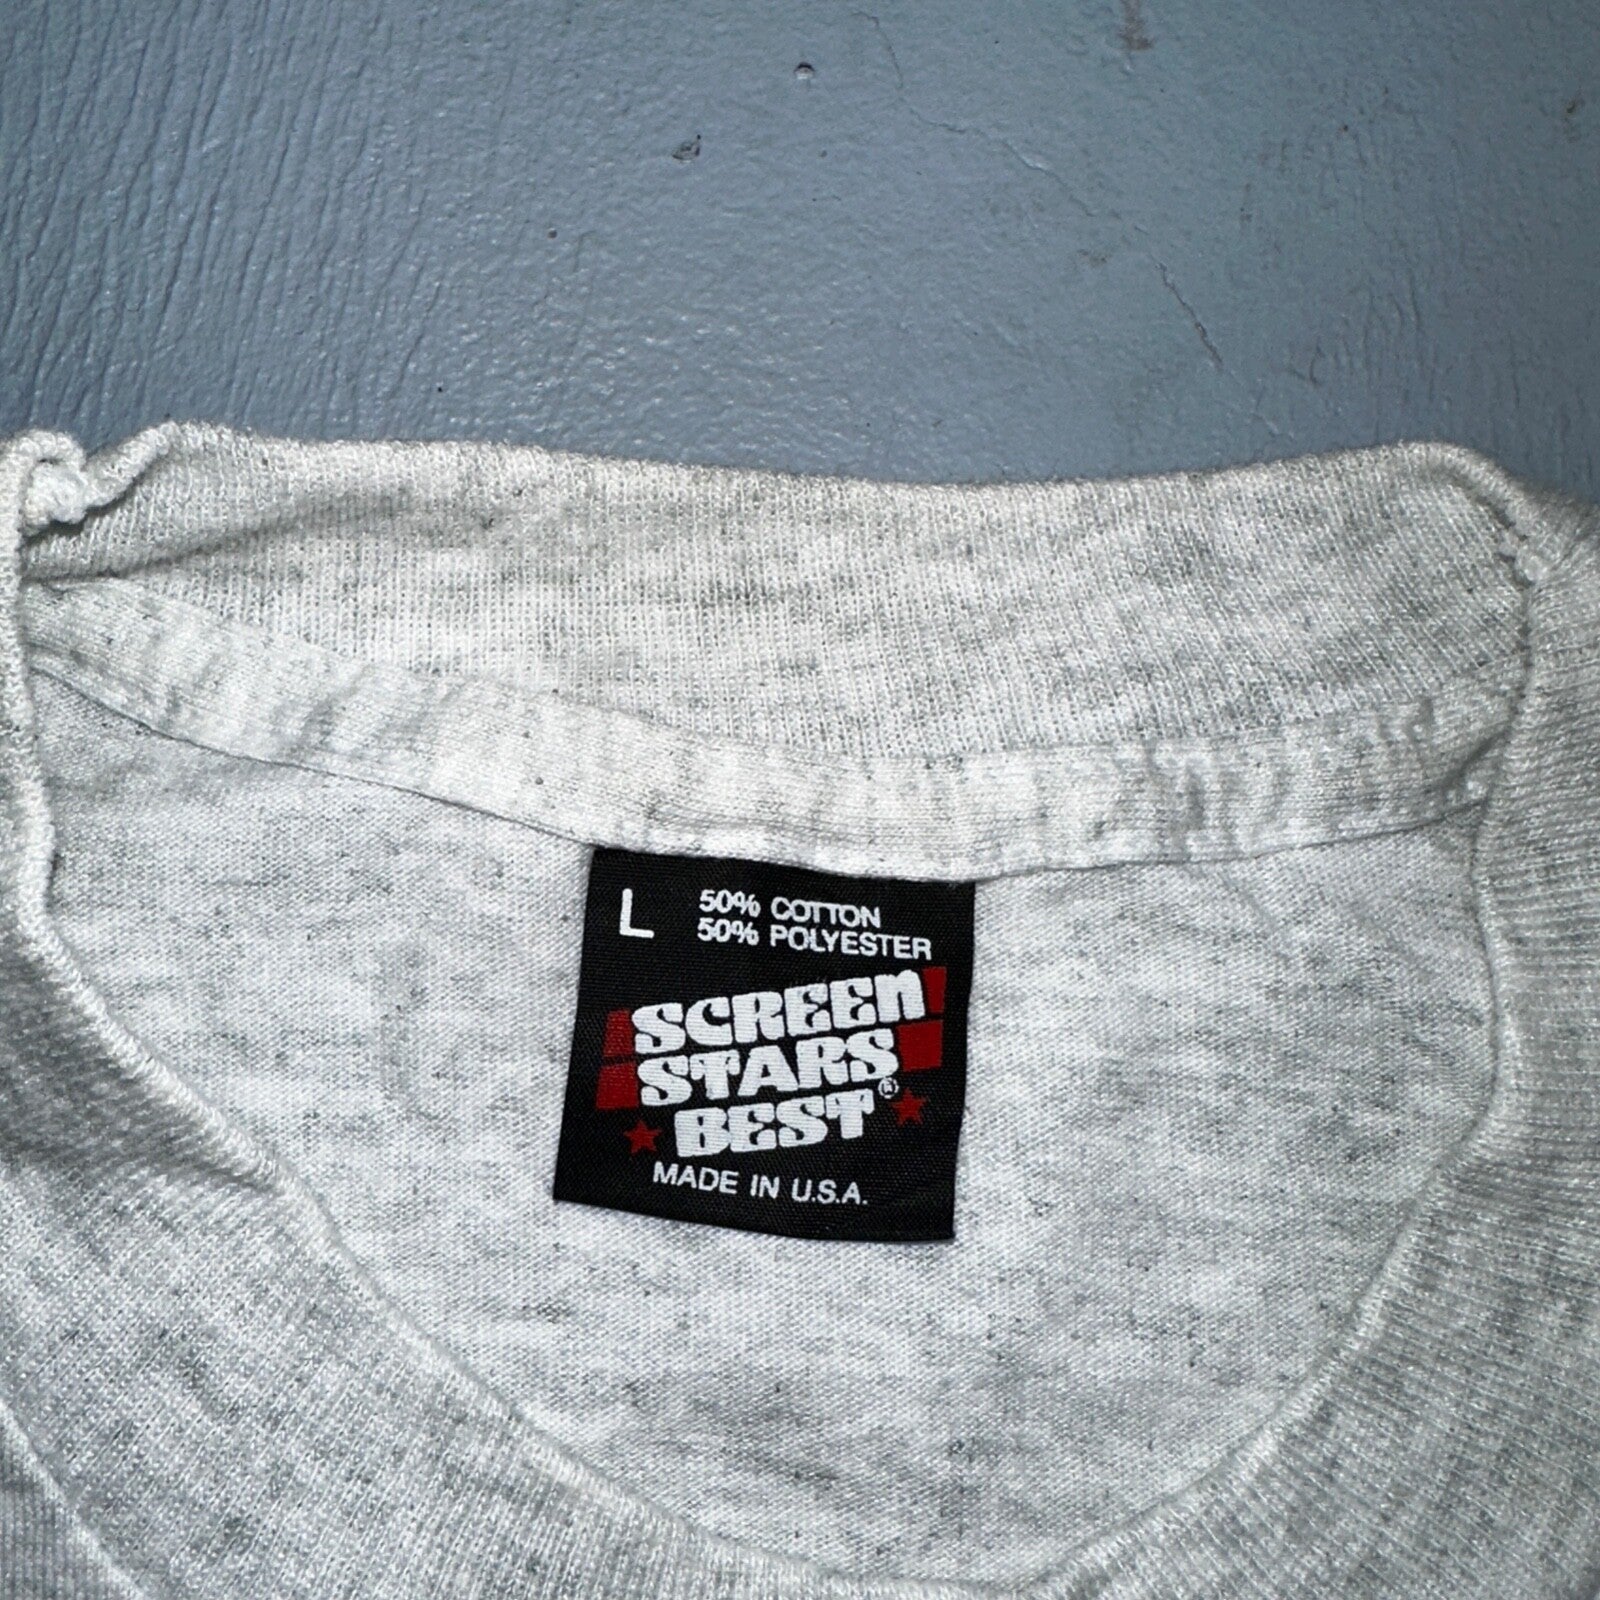 L 50% COTTON
50% POLYESTER
SCREEN
STARS
BEST®
MADE IN U.S.A.